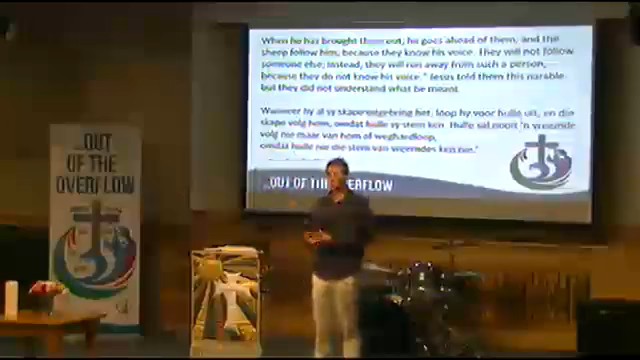 When he has brought them out, he goes ahead of them, and the
sheep follow him, because they know his voice. They will not follow
someone else; instead, they will run away from such a person,
because they do not know his voice." Jesus told them this parable
but they did not understand what he meant.
Wanneer hy al sy skape uitgebring het, loop hy voor hulle uit, en die
skape volg hom, omdat hulle sy stem ken. Hulle sal nooit 'n vreemde
volg nie maar van hom af weghardloop,
omdat hulle nie die stem van vreemdes ken nie."
...OUT OF THE OVERFLOW
...OUT
OF THE
OVERFLOW